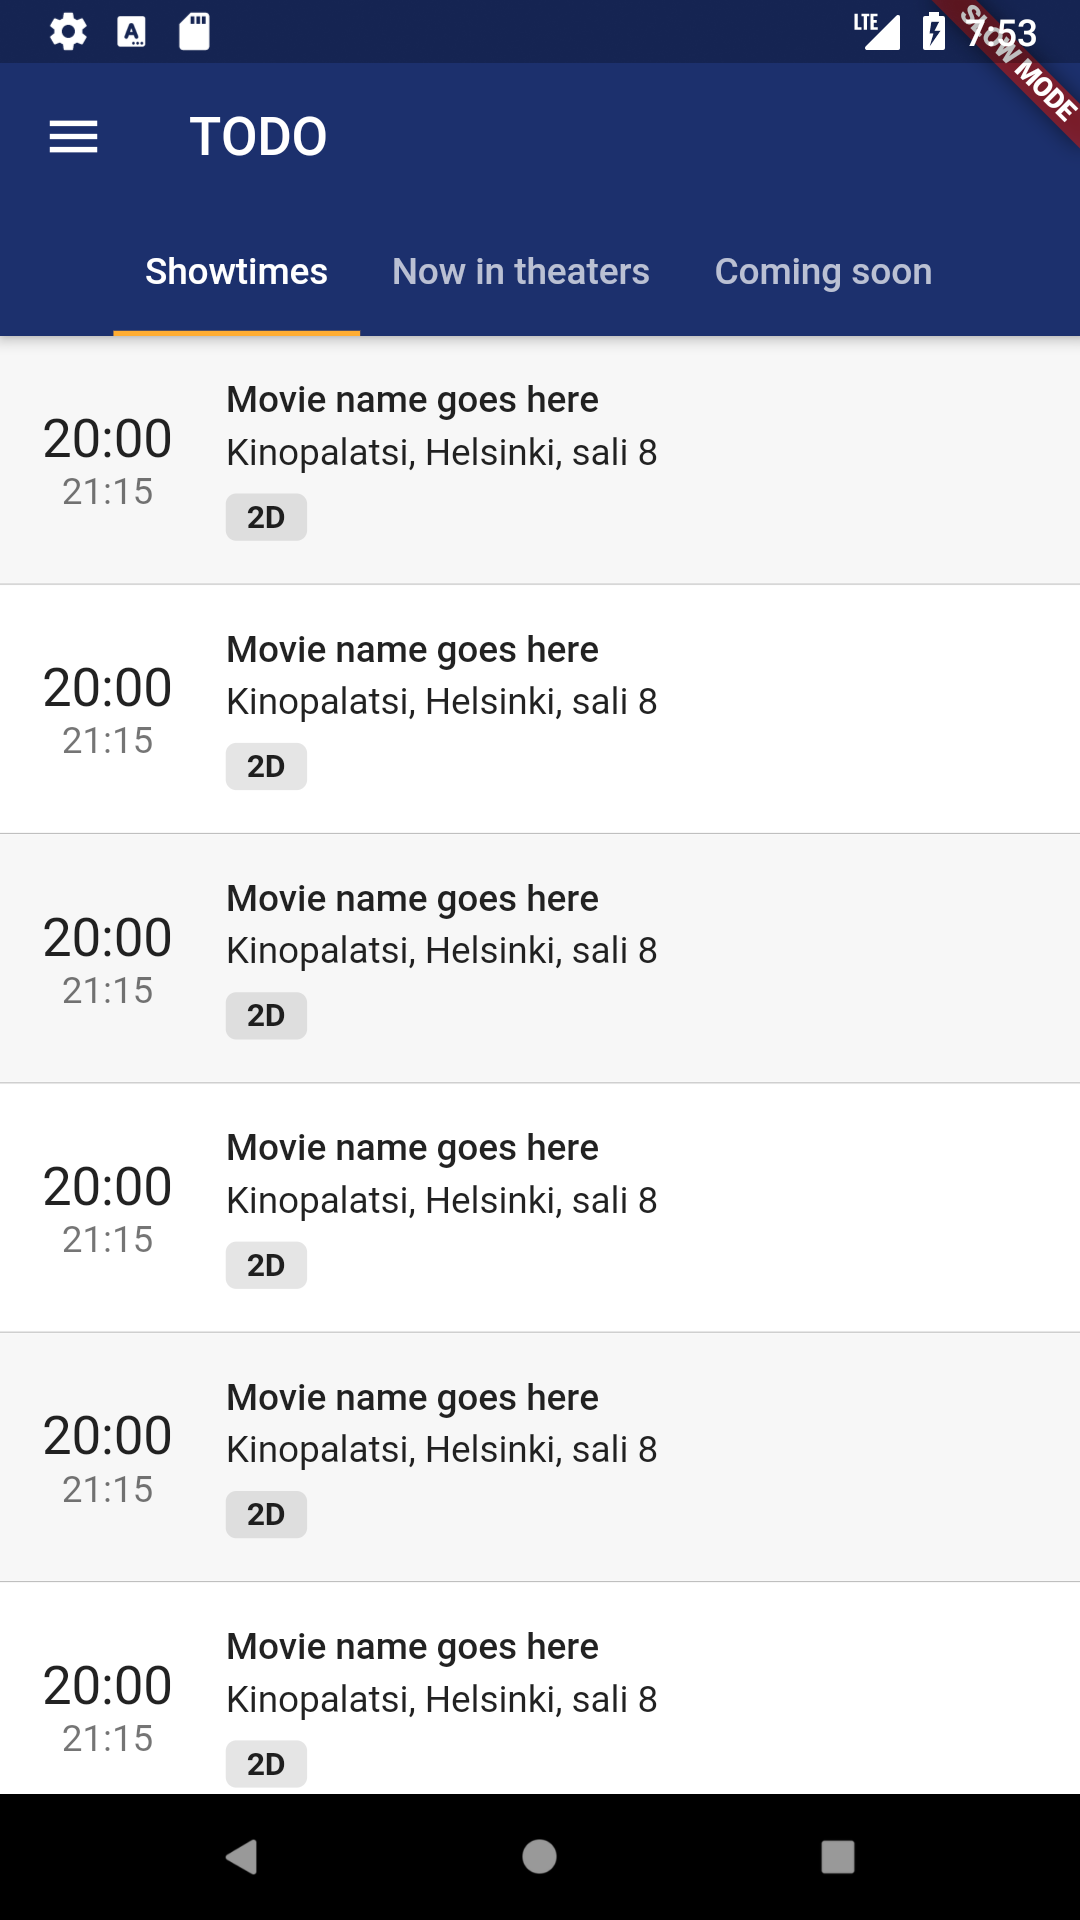 LTE 7:53
SLOW MODE
TODO
Showtimes Now in theaters Coming soon
Movie name goes here
20:00
Kinopalatsi, Helsinki, sali 8
21:15
2D
Movie name goes here
20:00
Kinopalatsi, Helsinki, sali 8
21:15
2D
Movie name goes here
20:00
Kinopalatsi, Helsinki, sali 8
21:15
2D
Movie name goes here
20:00
Kinopalatsi, Helsinki, sali 8
21:15
2D
Movie name goes here
20:00
Kinopalatsi, Helsinki, sali 8
21:15
2D
Movie name goes here
20:00
Kinopalatsi, Helsinki, sali 8
21:15
2D